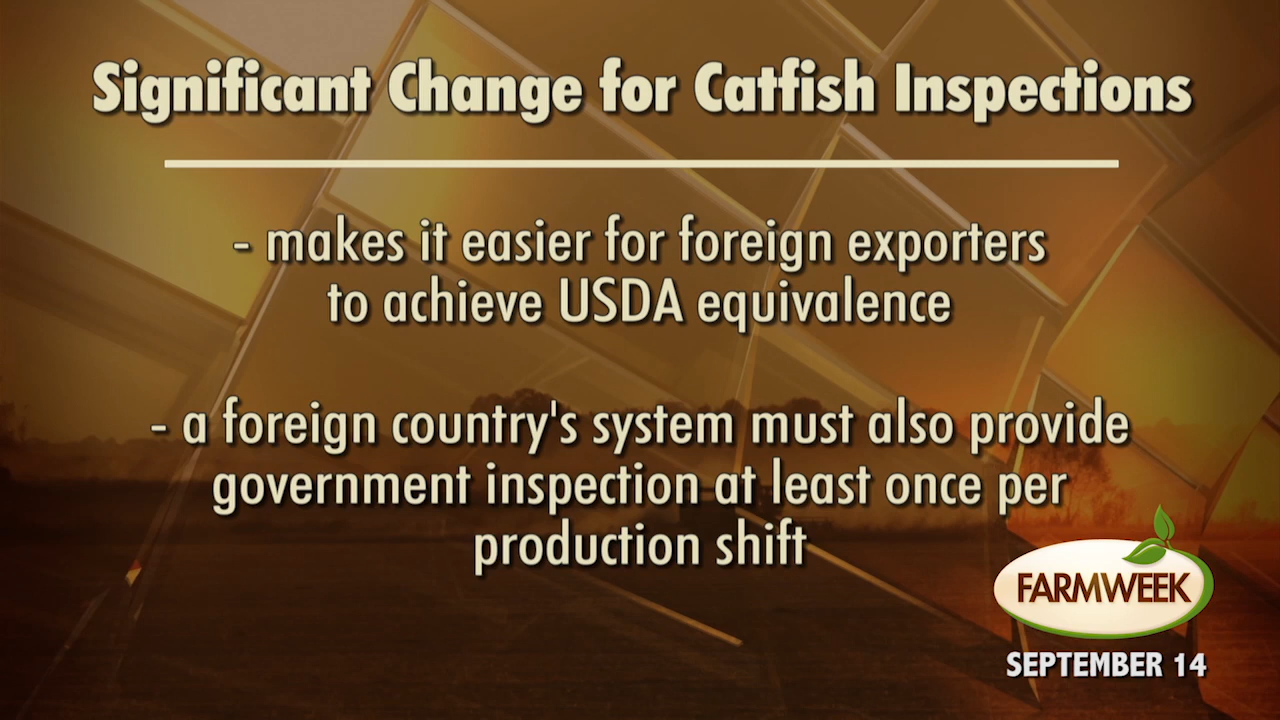 Significant Change for Catfish Inspections
- makes it easier for foreign exporters
to achieve USDA equivalence
- a foreign country's system must also provide
government inspection at least once per
production shift
FARMWEEK
SEPTEMBER 14